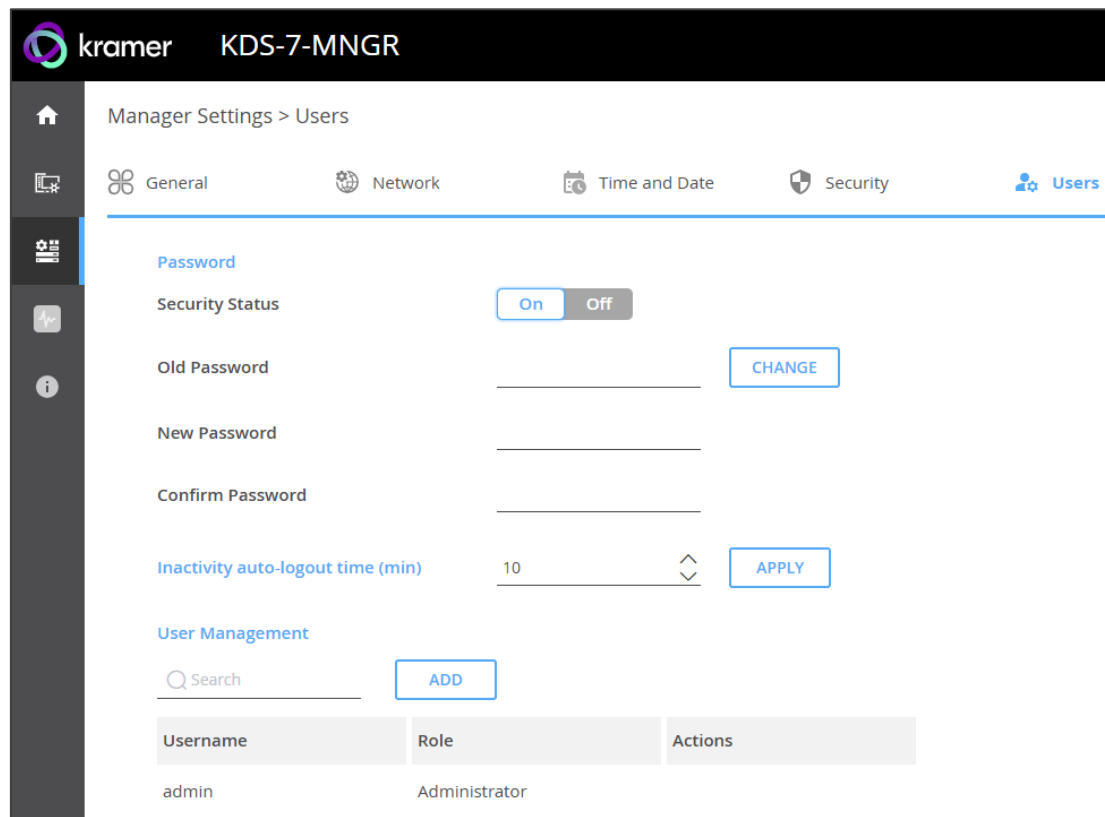 kramer KDS-7-MNGR
Manager Settings > Users
General Network Time and Date Security Users
Password
Security Status On Off
Old Password CHANGE
New Password
Confirm Password
Inactivity auto-logout time (min) 10 APPLY
User Management
Search ADD
Username Role Actions
admin Administrator